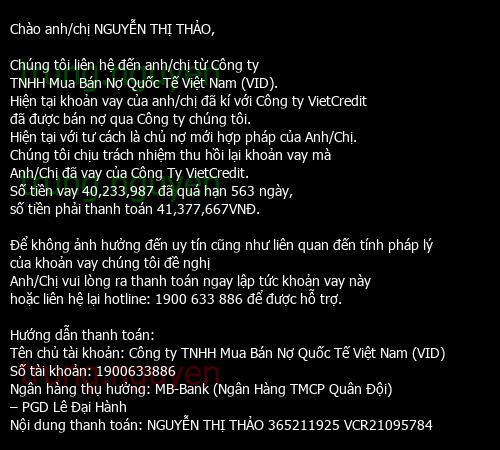 Chào anh/chị NGUYỄN THỊ THẢO,
Chúng tôi liên hệ đến anh/chị từ Công ty
TNHH Mua Bán Nợ Quốc Tế Việt Nam (VID).
Hiện tại khoản vay của anh/chị đã kí với Công ty VietCredit
đã được bán nợ qua Công ty chúng tôi.
Hiện tại với tư cách là chủ nợ mới hợp pháp của Anh/Chị.
Chúng tôi chịu trách nhiệm thu hồi lại khoản vay mà
Anh/Chị đã vay của Công Ty VietCredit.
Số tiền vay 40,233,987 đã quá hạn 563 ngày,
số tiền phải thanh toán 41,377,667VNĐ.
Để không ảnh hưởng đến uy tín cũng như liên quan đến tính pháp lý
của khoản vay chúng tôi đề nghị
Anh/Chị vui lòng ra thanh toán ngay lập tức khoản vay này
hoặc liên hệ lại hotline: 1900 633 886 để được hỗ trợ.
Hướng dẫn thanh toán:
Tên chủ tài khoản: Công ty TNHH Mua Bán Nợ Quốc Tế Việt Nam (VID)
Số tài khoản: 1900633886
Ngân hàng thụ hưởng: MB-Bank (Ngân Hàng TMCP Quân Đội)
– PGD Lê Đại Hành
Nội dung thanh toán: NGUYỄN THỊ THẢO 365211925 VCR21095784
trung.nguyen
trung.nguyen
trung.nguyen